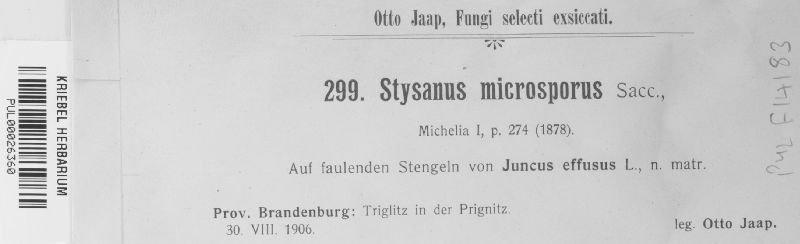 Otto Jaap, Fungi selecti exsiccati.
299. Stysanus microsporus Sacc.,
Michelia I, p. 274 (1878).
Auf faulenden Stengeln von Juncus effusus L., n. matr.
Prov. Brandenburg: Triglitz in der Prignitz.
30. VIII. 1906.
leg. Otto Jaap.
KRIEBEL HERBARIUM
PUL00026360
F14183